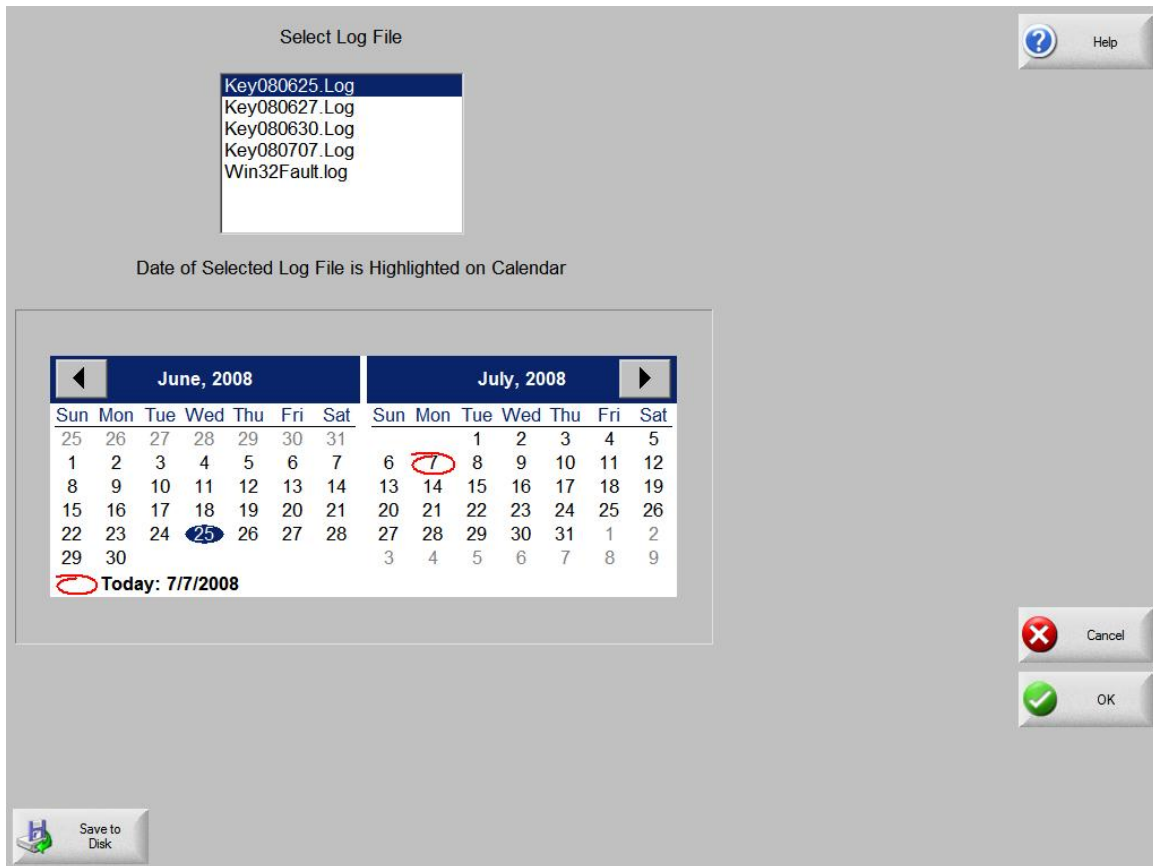 Select Log File
Help
Key080625.Log
Key080627.Log
Key080630.Log
Key080707.Log
Win32Fault.log
Date of Selected Log File is Highlighted on Calendar
June, 2008
Sun Mon Tue Wed Thu Fri Sat
25 26 27 28 29 30 31
1 2 3 4 5 6 7
8 9 10 11 12 13 14
15 16 17 18 19 20 21
22 23 24 25 26 27 28
29 30
July, 2008
Sun Mon Tue Wed Thu Fri Sat
1 2 3 4 5
6 7 8 9 10 11 12
13 14 15 16 17 18 19
20 21 22 23 24 25 26
27 28 29 30 31 1 2
3 4 5 6 7 8 9
Today: 7/7/2008
Cancel
OK
Save to
Disk